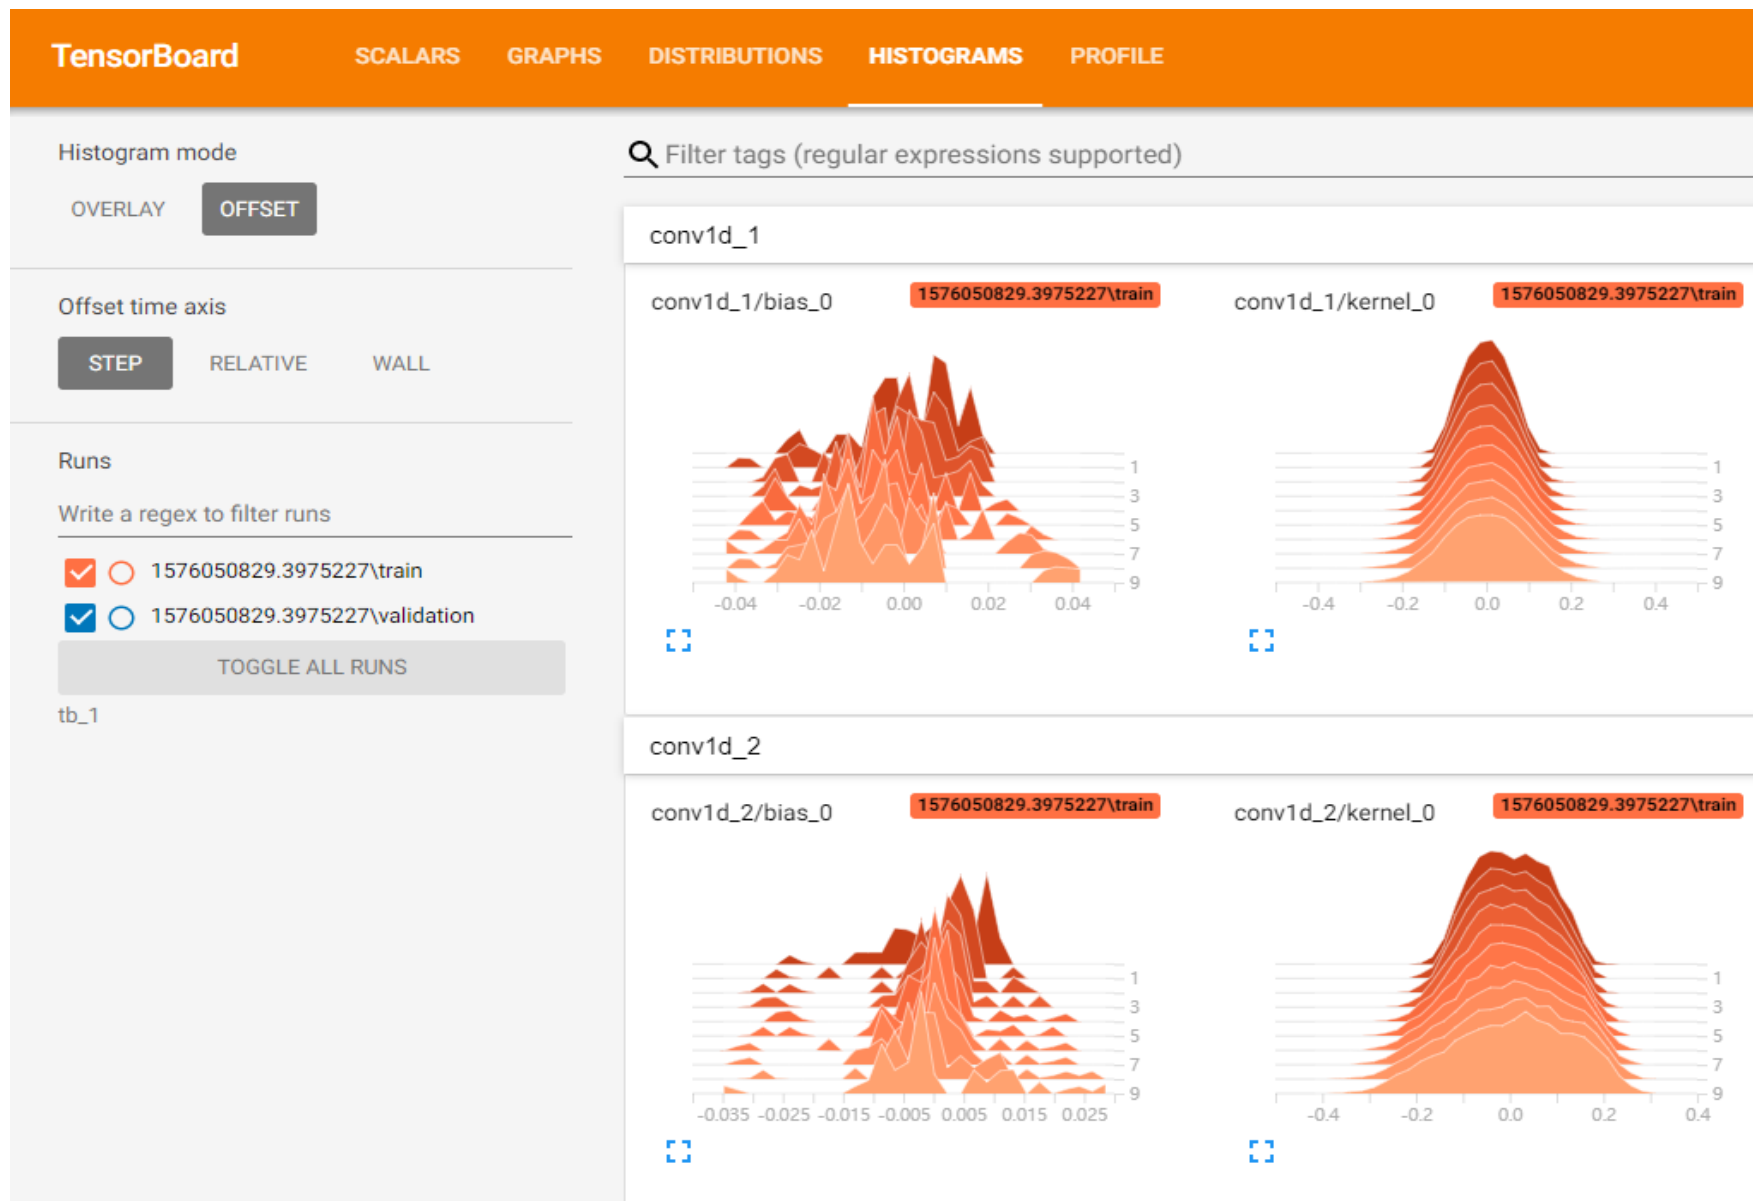 TensorBoard SCALARS GRAPHS DISTRIBUTIONS HISTOGRAMS PROFILE
Histogram mode
OVERLAY OFFSET
Offset time axis
STEP RELATIVE WALL
Runs
Write a regex to filter runs
1576050829.3975227\train
1576050829.3975227\validation
TOGGLE ALL RUNS
tb_1
Filter tags (regular expressions supported)
conv1d_1
conv1d_1/bias_0 1576050829.3975227\train
1
3
5
7
9
-0.04 -0.02 0.00 0.02 0.04
conv1d_1/kernel_0 1576050829.3975227\train
1
3
5
7
9
-0.4 -0.2 0.0 0.2 0.4
conv1d_2
conv1d_2/bias_0 1576050829.3975227\train
1
3
5
7
9
-0.035 -0.025 -0.015 -0.005 0.005 0.015 0.025
conv1d_2/kernel_0 1576050829.3975227\train
1
3
5
7
9
-0.4 -0.2 0.0 0.2 0.4